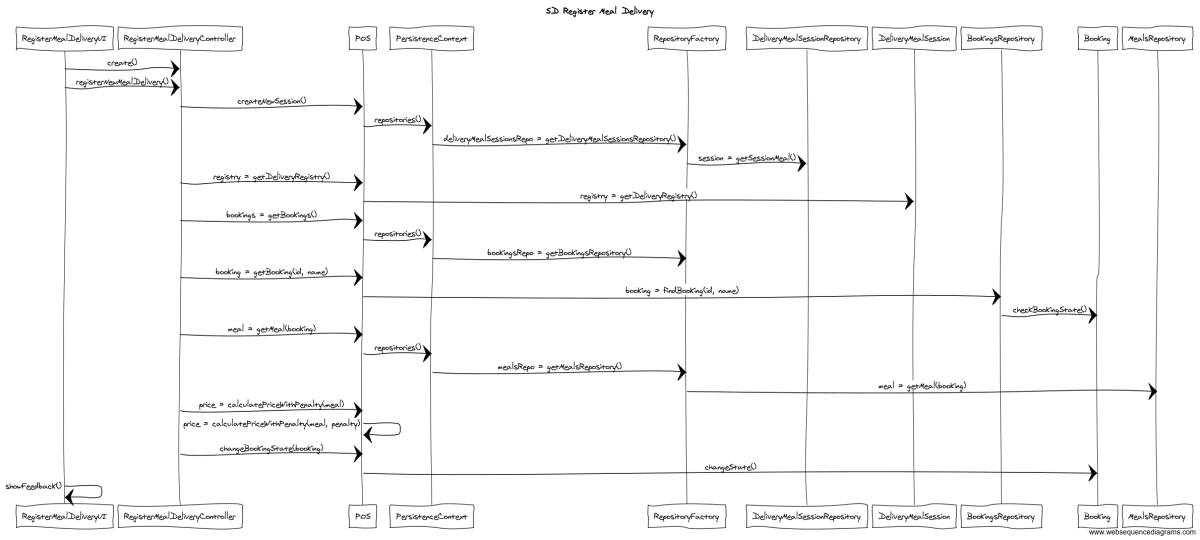 SD Register Meal Delivery
RegisterMealDeliveryUI RegisterMealDeliveryController POS PersistenceContext RepositoryFactory DeliveryMealSessionRepository DeliveryMealSession BookingsRepository Booking MealsRepository
create()
registerNewMealDelivery()
createNewSession()
repositories()
deliveryMealSessionsRepo = getDeliveryMealSessionsRepository()
session = getSessionMeal()
registry = getDeliveryRegistry()
registry = getDeliveryRegistry()
bookings = getBookings()
repositories()
bookingsRepo = getBookingsRepository()
booking = getBooking(id, name)
booking = findBooking(id, name)
checkBookingState()
meal = getMeal(booking)
repositories()
mealsRepo = getMealsRepository()
meal = getMeal(booking)
price = calculatePriceWithPenalty(meal)
price = calculatePriceWithPenalty(meal, penalty)
changeBookingState(booking)
changeState()
showFeedback()
RegisterMealDeliveryUI RegisterMealDeliveryController POS PersistenceContext RepositoryFactory DeliveryMealSessionRepository DeliveryMealSession BookingsRepository Booking MealsRepository
www.websequencediagrams.com